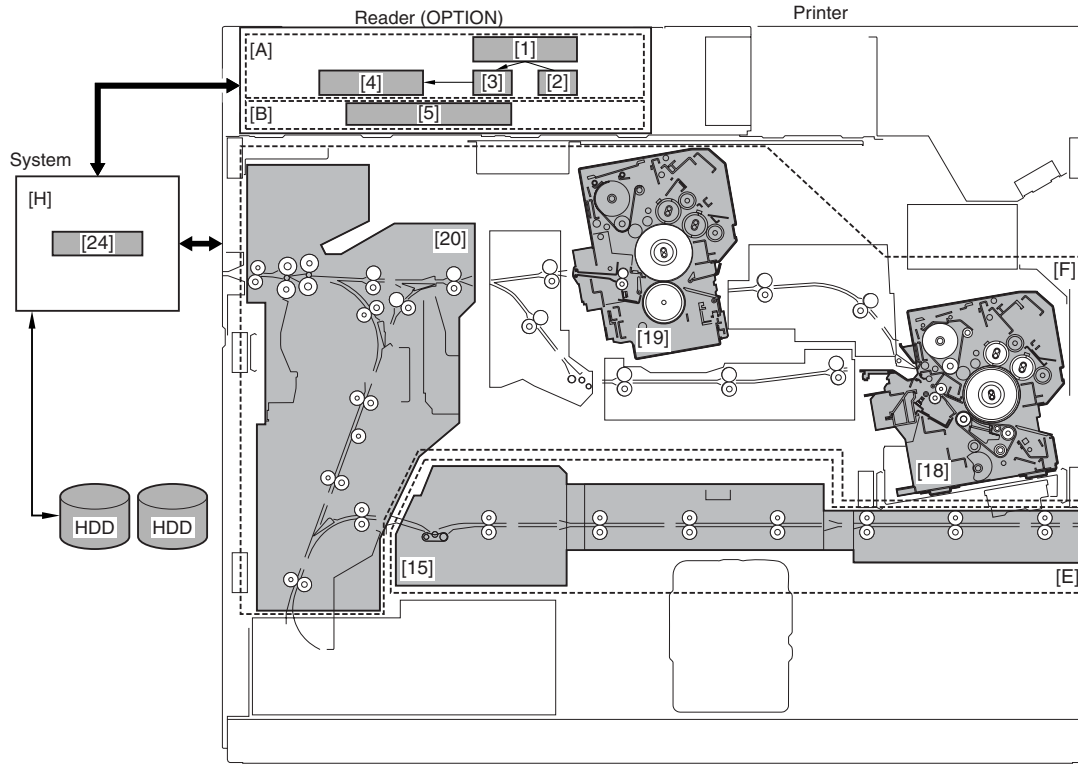 Reader (OPTION)
Printer
[A]
[1]
[4]
[3]
[2]
[B]
[5]
System
[H]
[24]
[20]
[F]
[19]
[18]
HDD
HDD
[15]
[E]